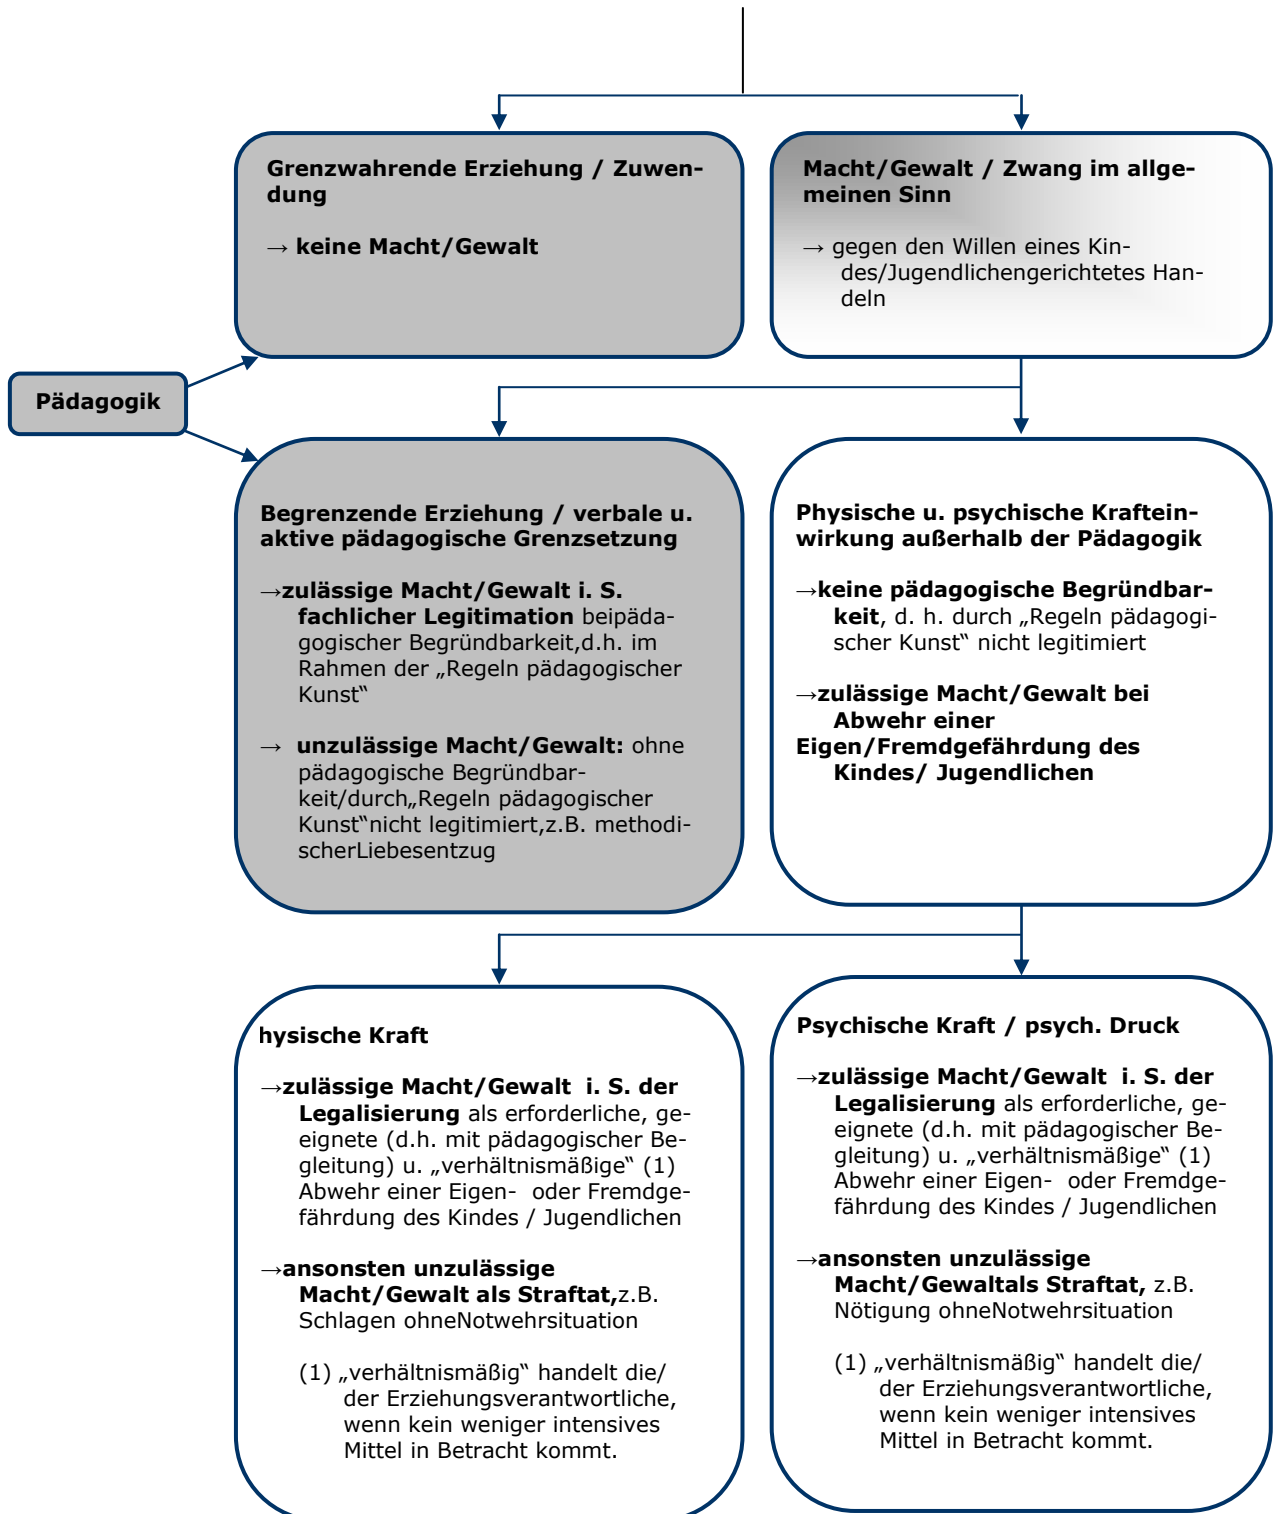 Grenzwahrende Erziehung / Zuwen-
dung
→ keine Macht/Gewalt
Macht/Gewalt / Zwang im allge-
meinen Sinn
→ gegen den Willen eines Kin-
des/Jugendlichengerichtetes Han-
deln
Pädagogik
Begrenzende Erziehung / verbale u.
aktive pädagogische Grenzsetzung
→zulässige Macht/Gewalt i. S.
fachlicher Legitimation beipäda-
gogischer Begründbarkeit,d.h. im
Rahmen der „Regeln pädagogischer
Kunst“
→ unzulässige Macht/Gewalt: ohne
pädagogische Begründbar-
keit/durch„Regeln pädagogischer
Kunst“nicht legitimiert,z.B. methodi-
scherLiebesentzug
Physische u. psychische Kraftein-
wirkung außerhalb der Pädagogik
→keine pädagogische Begründbar-
keit, d. h. durch „Regeln pädagogi-
scher Kunst“ nicht legitimiert
→zulässige Macht/Gewalt bei
Abwehr einer
Eigen/Fremdgefährdung des
Kindes/ Jugendlichen
hysische Kraft
→zulässige Macht/Gewalt i. S. der
Legalisierung als erforderliche, ge-
eignete (d.h. mit pädagogischer Be-
gleitung) u. „verhältnismäßige“ (1)
Abwehr einer Eigen- oder Fremdge-
fährdung des Kindes / Jugendlichen
→ansonsten unzulässige
Macht/Gewalt als Straftat,z.B.
Schlagen ohneNotwehrsituation
(1) „verhältnismäßig“ handelt die/
der Erziehungsverantwortliche,
wenn kein weniger intensives
Mittel in Betracht kommt.
Psychische Kraft / psych. Druck
→zulässige Macht/Gewalt i. S. der
Legalisierung als erforderliche, ge-
eignete (d.h. mit pädagogischer Be-
gleitung) u. „verhältnismäßige“ (1)
Abwehr einer Eigen- oder Fremdge-
fährdung des Kindes / Jugendlichen
→ansonsten unzulässige
Macht/Gewaltals Straftat, z.B.
Nötigung ohneNotwehrsituation
(1) „verhältnismäßig“ handelt die/
der Erziehungsverantwortliche,
wenn kein weniger intensives
Mittel in Betracht kommt.